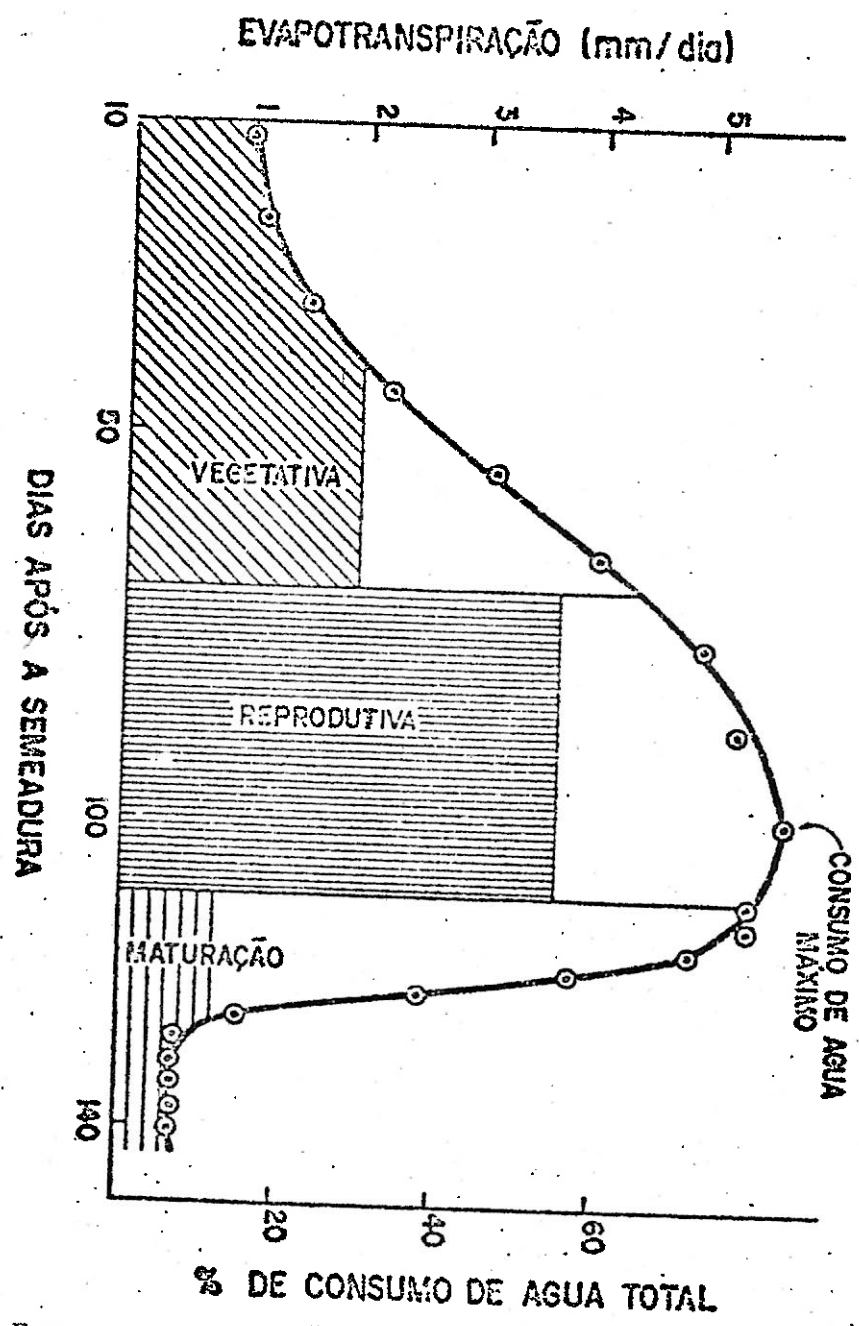 EVAPOTRANSPIRAÇÃO (mm/dia)
1 2 3 4 5
10
50
100
140
DIAS APÓS A SEMEADURA
VEGETATIVA
REPRODUTIVA
MATURAÇÃO
CONSUMO DE AGUA
MÁXIMO
20 40 60
% DE CONSUMO DE AGUA TOTAL